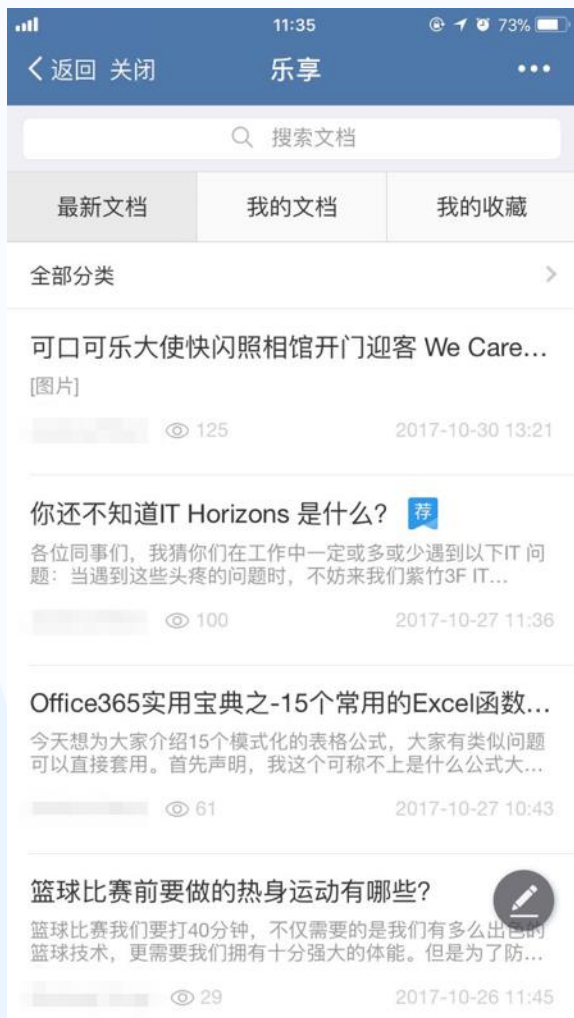 11:35
73%
返回 关闭
乐享
搜索文档
最新文档
我的文档
我的收藏
全部分类
可口可乐大使快闪照相馆开门迎客 We Care...
[图片]
125
2017-10-30 13:21
你还不知道IT Horizons 是什么?
荐
各位同事们，我猜你们在工作中一定或多或少遇到以下IT 问
题：当遇到这些头疼的问题时，不妨来我们紫竹3F IT...
100
2017-10-27 11:36
Office365实用宝典之-15个常用的Excel函数...
今天想为大家介绍15个模式化的表格公式，大家有类似问题
可以直接套用。首先声明，我这个可称不上是什么公式大...
61
2017-10-27 10:43
篮球比赛前要做的热身运动有哪些?
篮球比赛我们要打40分钟，不仅需要的是我们有多么出色的
篮球技术，更需要我们拥有十分强大的体能。但是为了防...
29
2017-10-26 11:45